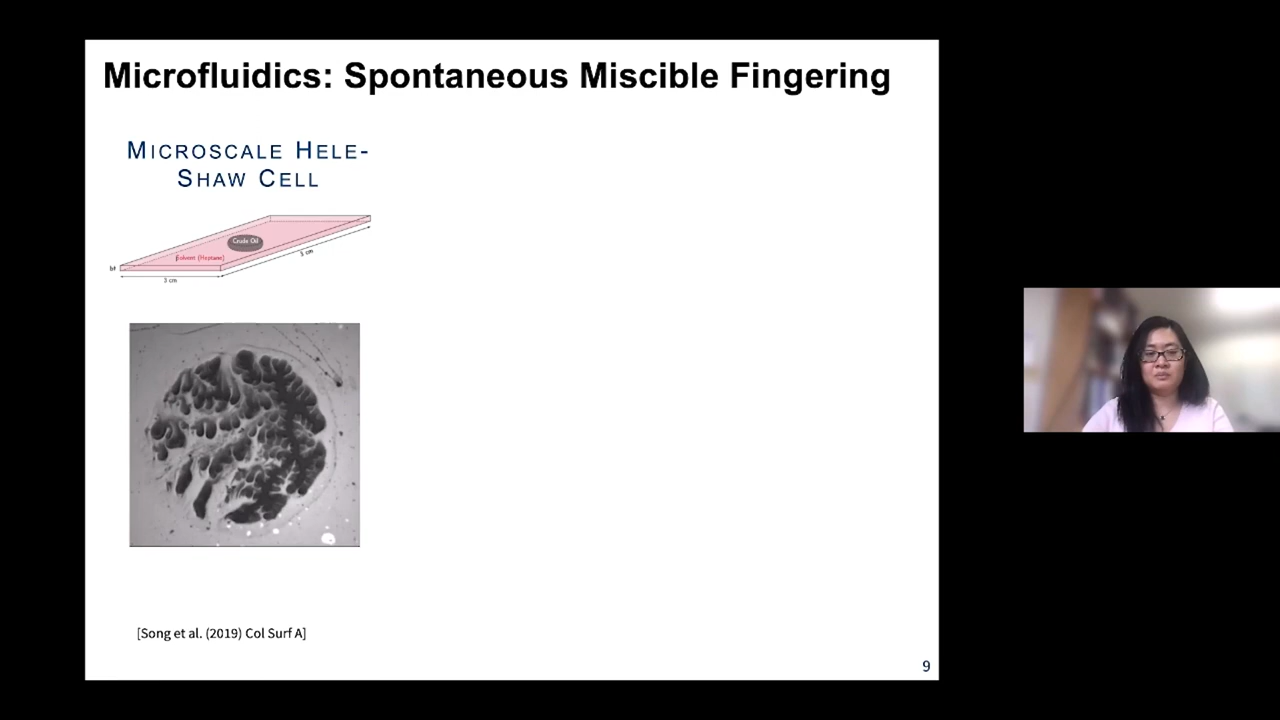 Microfluidics: Spontaneous Miscible Fingering
MICROSCALE HELE-
SHAW CELL
Crude Oil
Solvent (Heptane)
3 cm
3 cm
[Song et al. (2019) Col Surf A]
9